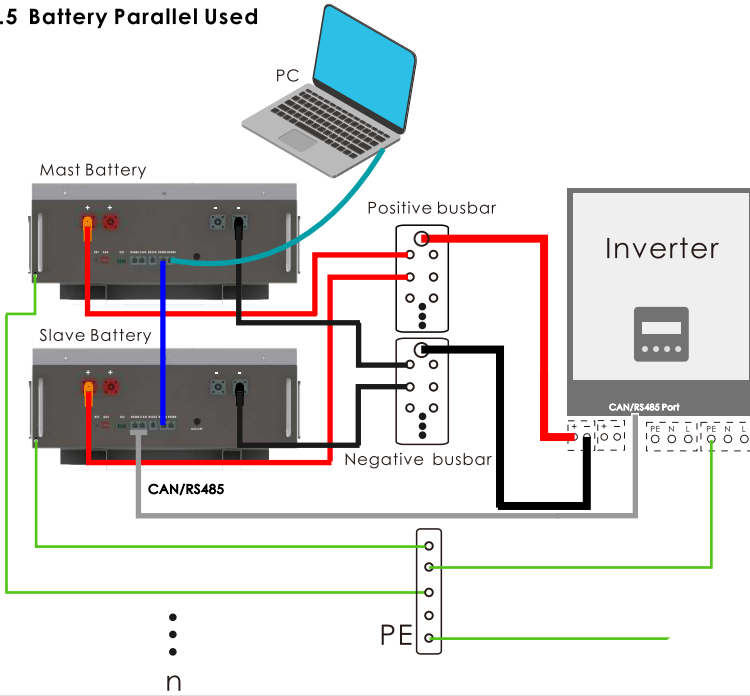 .5 Battery Parallel Used
PC
Mast Battery
Positive busbar
Inverter
Slave Battery
CAN/RS485 Port
+ - + -
PE N L PE N L
Negative busbar
CAN/RS485
PE
n